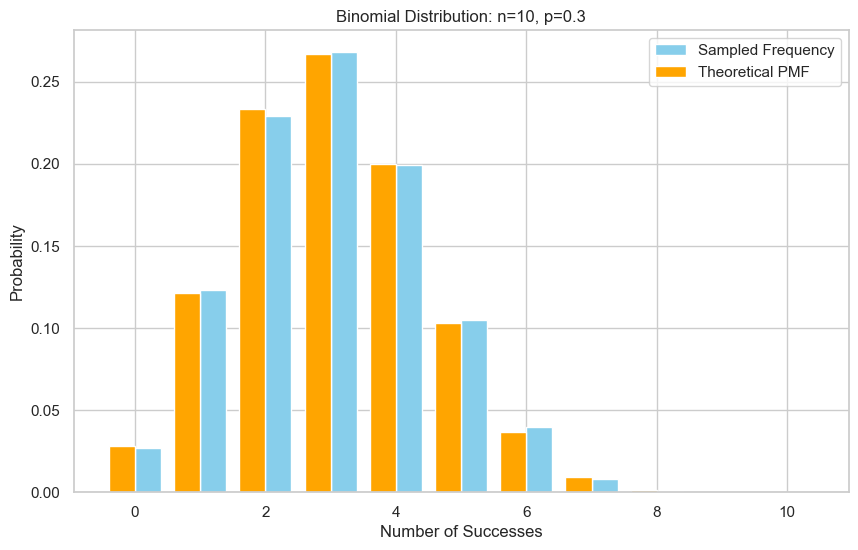 Binomial Distribution: n=10, p=0.3
Sampled Frequency
Theoretical PMF
0.25
0.20
0.15
0.10
0.05
0.00
Probability
0 2 4 6 8 10
Number of Successes